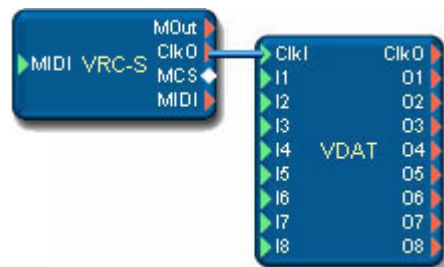 MOut
MIDI VRC-S ClkO
MCS
MIDI
ClkI ClkO
I1 O1
I2 O2
I3 O3
I4 VDAT O4
I5 O5
I6 O6
I7 O7
I8 O8